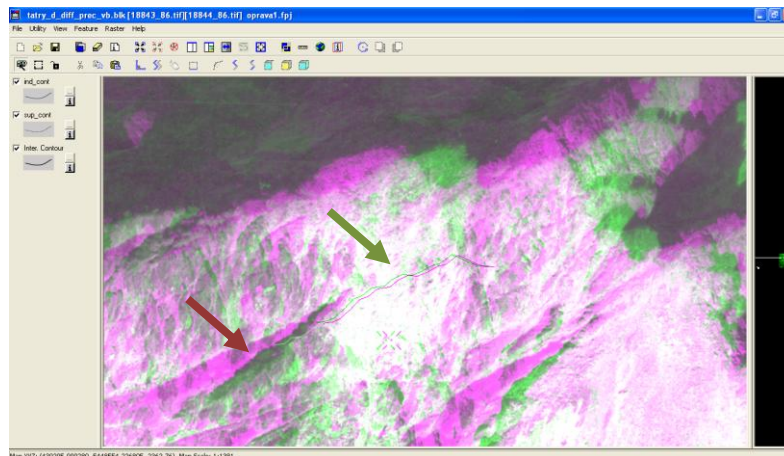 tatry_d_diff_prec_vb.blk [18843_86.tif][18844_86.tif] oprava1.fpj
File Utility View Feature Raster Help
ind_cont
sup_cont
Inter. Contour